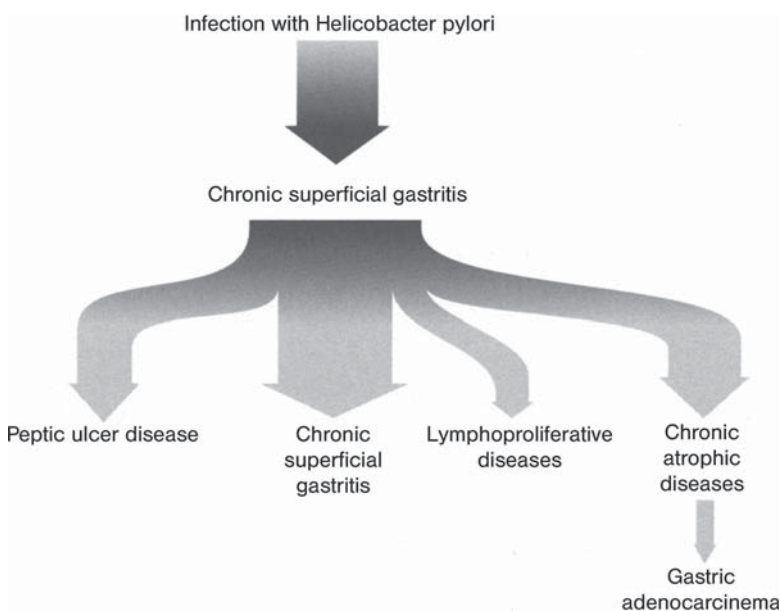 Infection with Helicobacter pylori
Chronic superficial gastritis
Peptic ulcer disease
Chronic
superficial
gastritis
Lymphoproliferative
diseases
Chronic
atrophic
diseases
Gastric
adenocarcinema